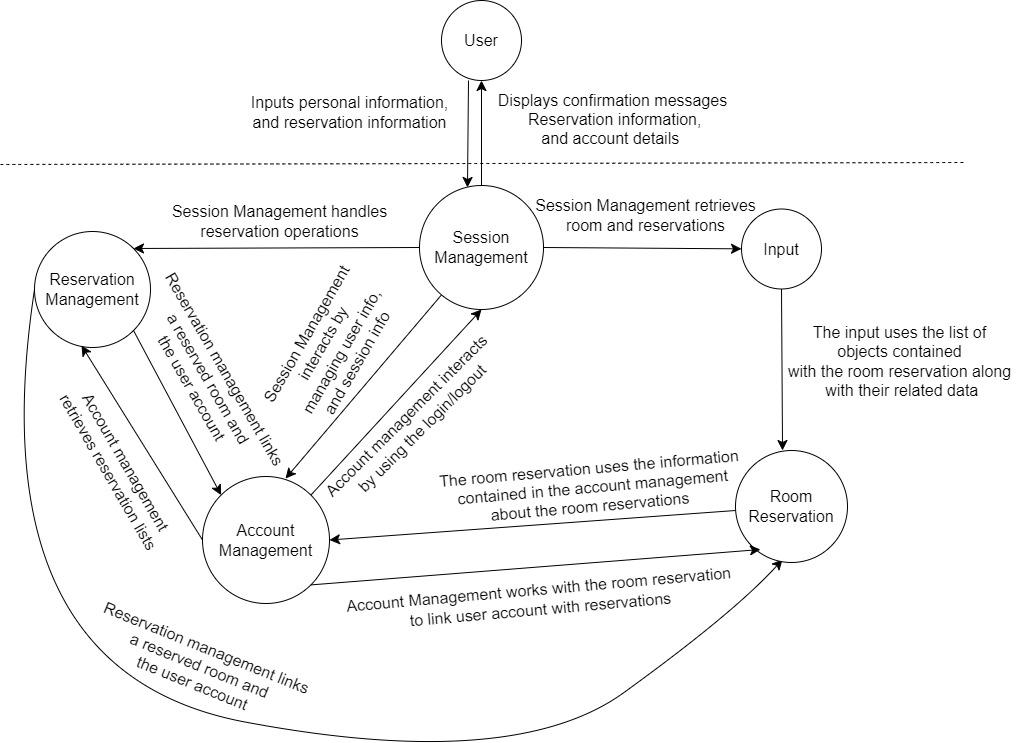 User
Inputs personal information,
and reservation information
Displays confirmation messages
Reservation information,
and account details
Session Management handles
reservation operations
Session
Management
Session Management retrieves
room and reservations
Input
Reservation
Management
Reservation management links
a reserved room and
the user account
Session Management
interacts by
managing user info,
and session info
Account management interacts
by using the login/logout
The input uses the list of
objects contained
with the room reservation along
with their related data
Account management
retrieves reservation lists
The room reservation uses the information
contained in the account management
about the room reservations
Room
Reservation
Account
Management
Account Management works with the room reservation
to link user account with reservations
Reservation management links
a reserved room and
the user account